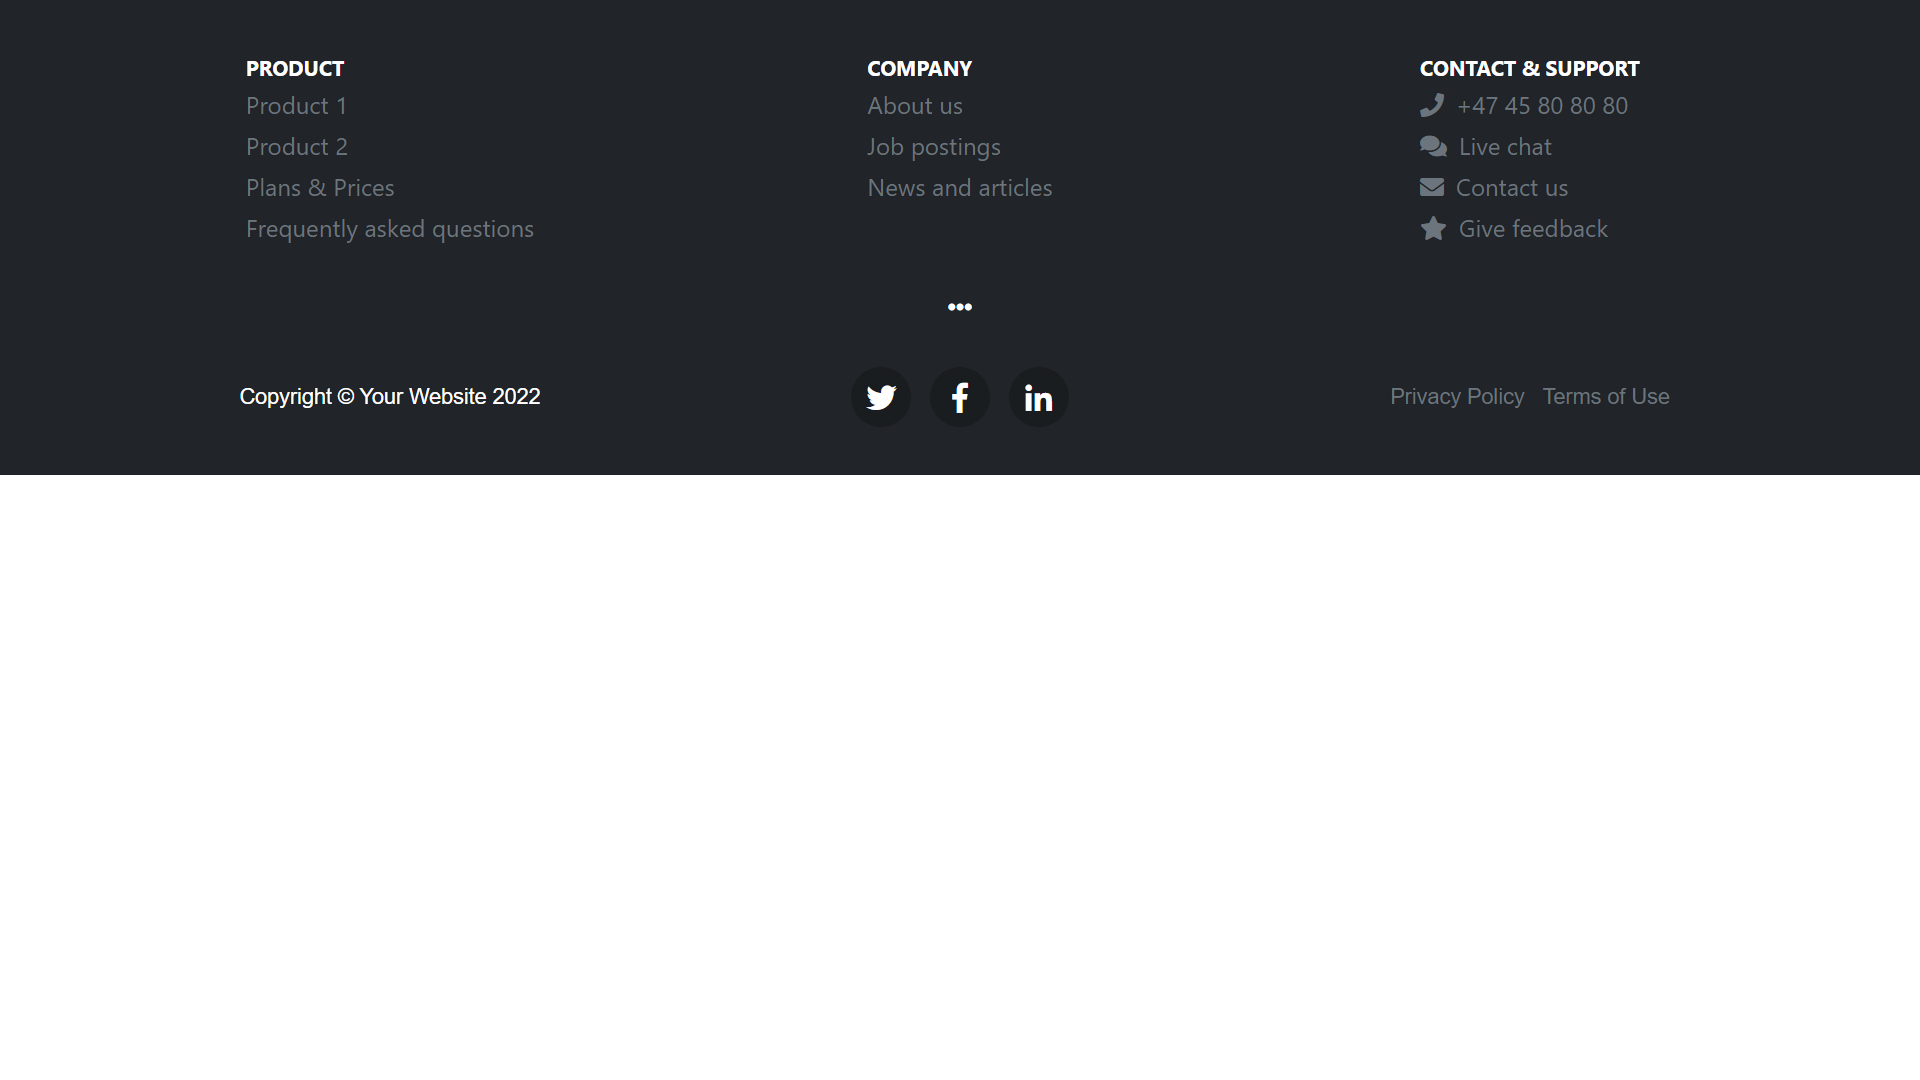 PRODUCT
Product 1
Product 2
Plans & Prices
Frequently asked questions
COMPANY
About us
Job postings
News and articles
CONTACT & SUPPORT
+47 45 80 80 80
Live chat
Contact us
Give feedback
•••
Copyright © Your Website 2022
Privacy Policy Terms of Use